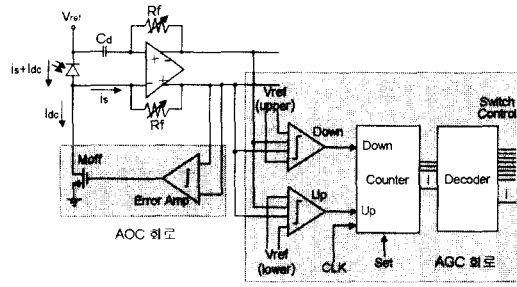 Vref
Cd
Rf
is+Idc
is
Rf
Idc
Moff
Error Amp
AOC 회로
Vref
(upper)
Down
Up
Vref
(lower)
Down
Counter
Up
CLK
Set
i
Decoder
i
Switch
Control
AGC 회로